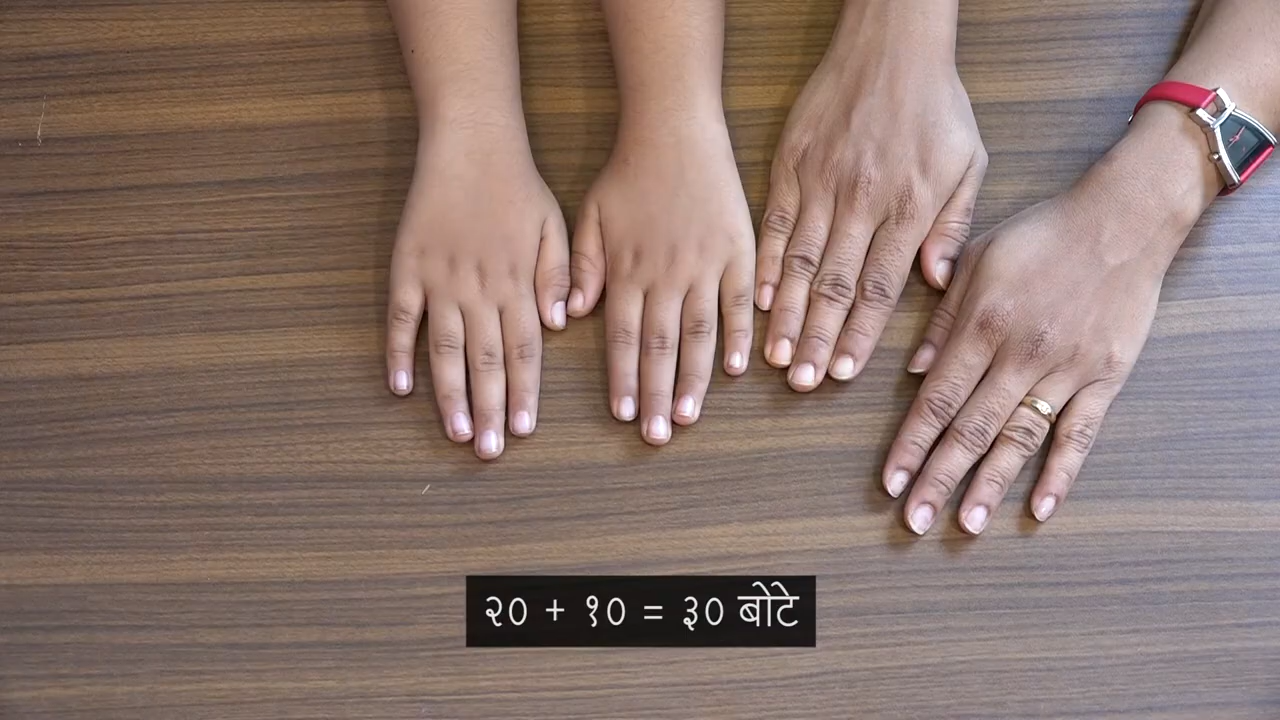 २० + १० = ३० बोटे